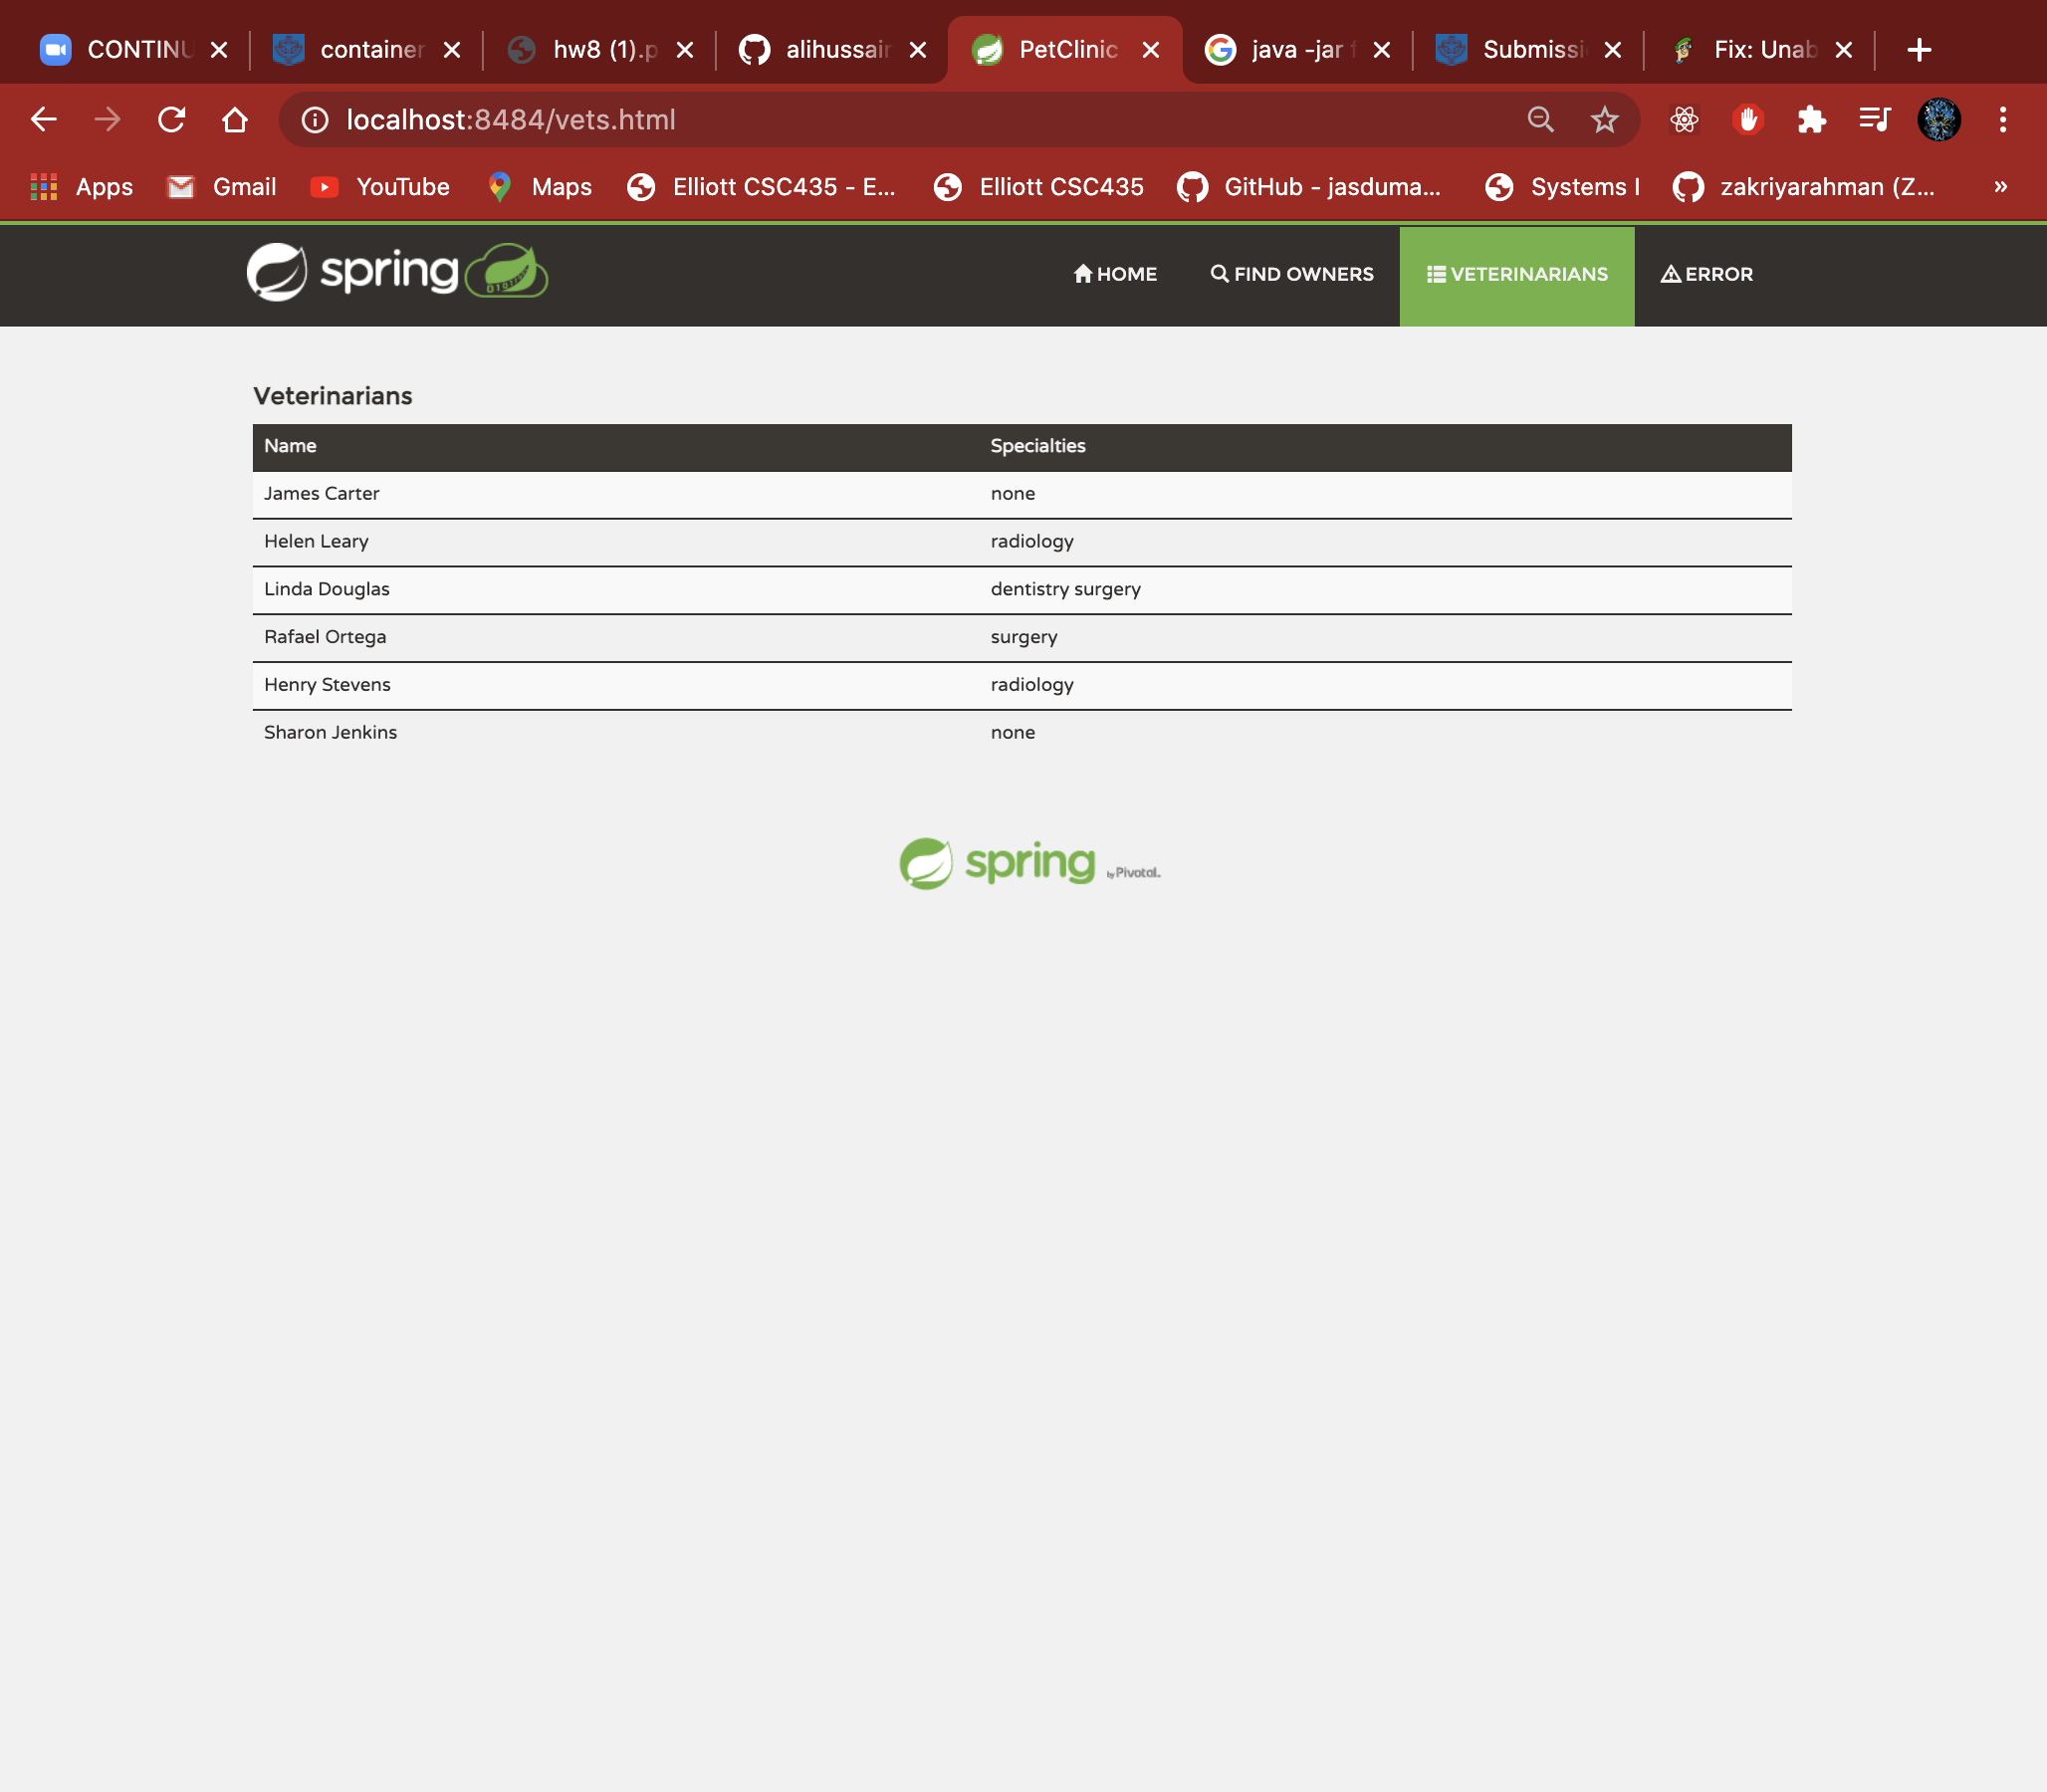 CONTINU container hw8 (1).p alihussair PetClinic java -jar f Submissi Fix: Unab
localhost:8484/vets.html
Apps Gmail YouTube Maps Elliott CSC435 - E... Elliott CSC435 GitHub - jasduma... Systems I zakriyarahman (Z... »
spring HOME FIND OWNERS VETERINARIANS ERROR
Veterinarians
Name Specialties
James Carter none
Helen Leary radiology
Linda Douglas dentistry surgery
Rafael Ortega surgery
Henry Stevens radiology
Sharon Jenkins none
spring by Pivotal